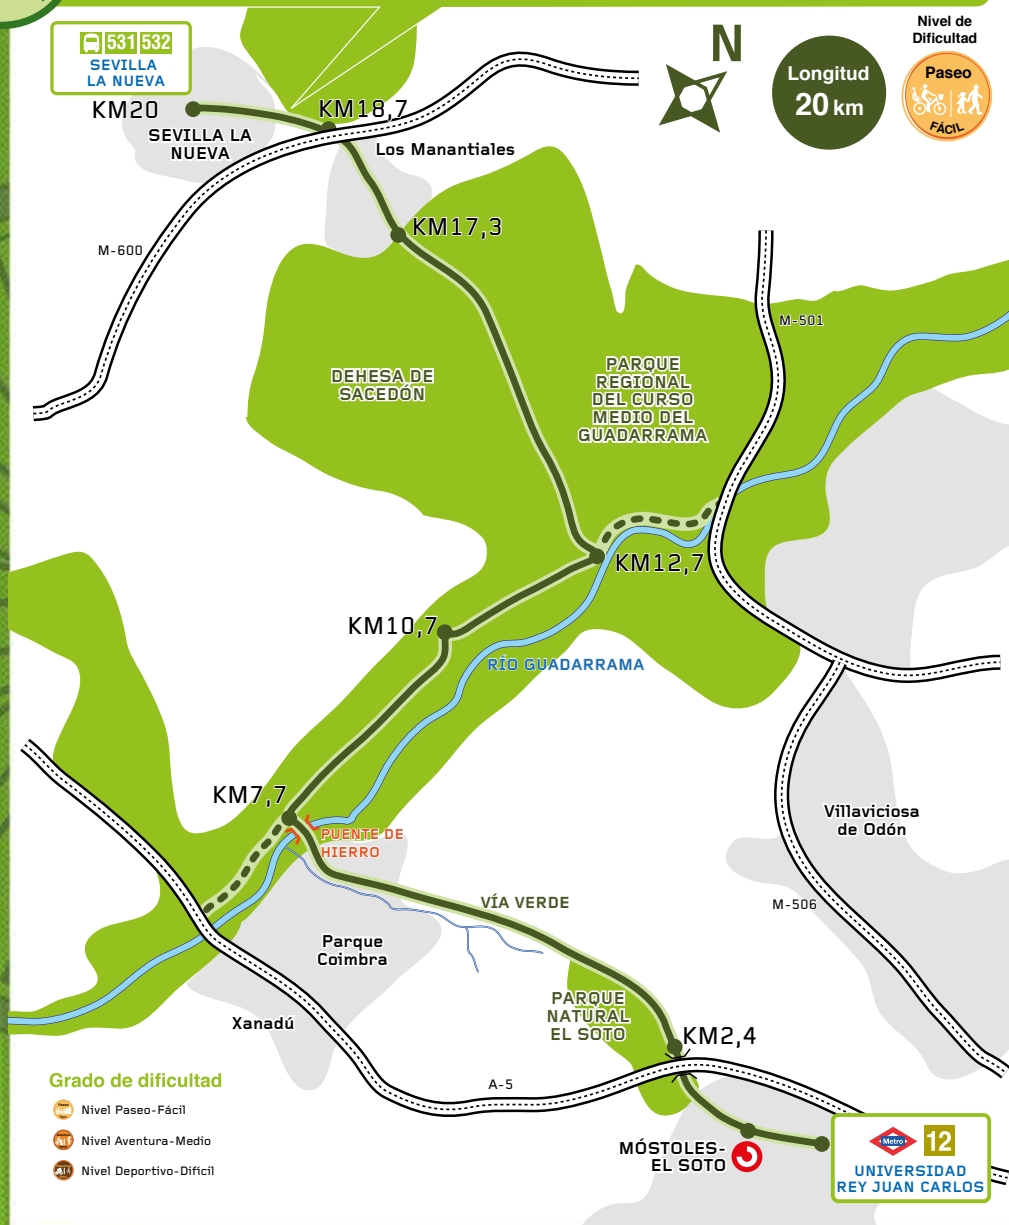 531 532
SEVILLA
LA NUEVA
N
Longitud
20 km
Nivel de
Dificultad
Paseo
FÁCIL
KM20
KM18,7
SEVILLA LA
NUEVA
Los Manantiales
KM17,3
M-600
M-501
DEHESA DE
SACEDÓN
PARQUE
REGIONAL
DEL CURSO
MEDIO DEL
GUADARRAMA
KM12,7
KM10,7
RÍO GUADARRAMA
KM7,7
PUENTE DE
HIERRO
Villaviciosa
de Odón
VÍA VERDE
M-506
Parque
Coimbra
Xanadú
PARQUE
NATURAL
EL SOTO
KM2,4
A-5
Grado de dificultad
Nivel Paseo-Fácil
Nivel Aventura-Medio
Nivel Deportivo-Difícil
MÓSTOLES-
EL SOTO
Metro 12
UNIVERSIDAD
REY JUAN CARLOS